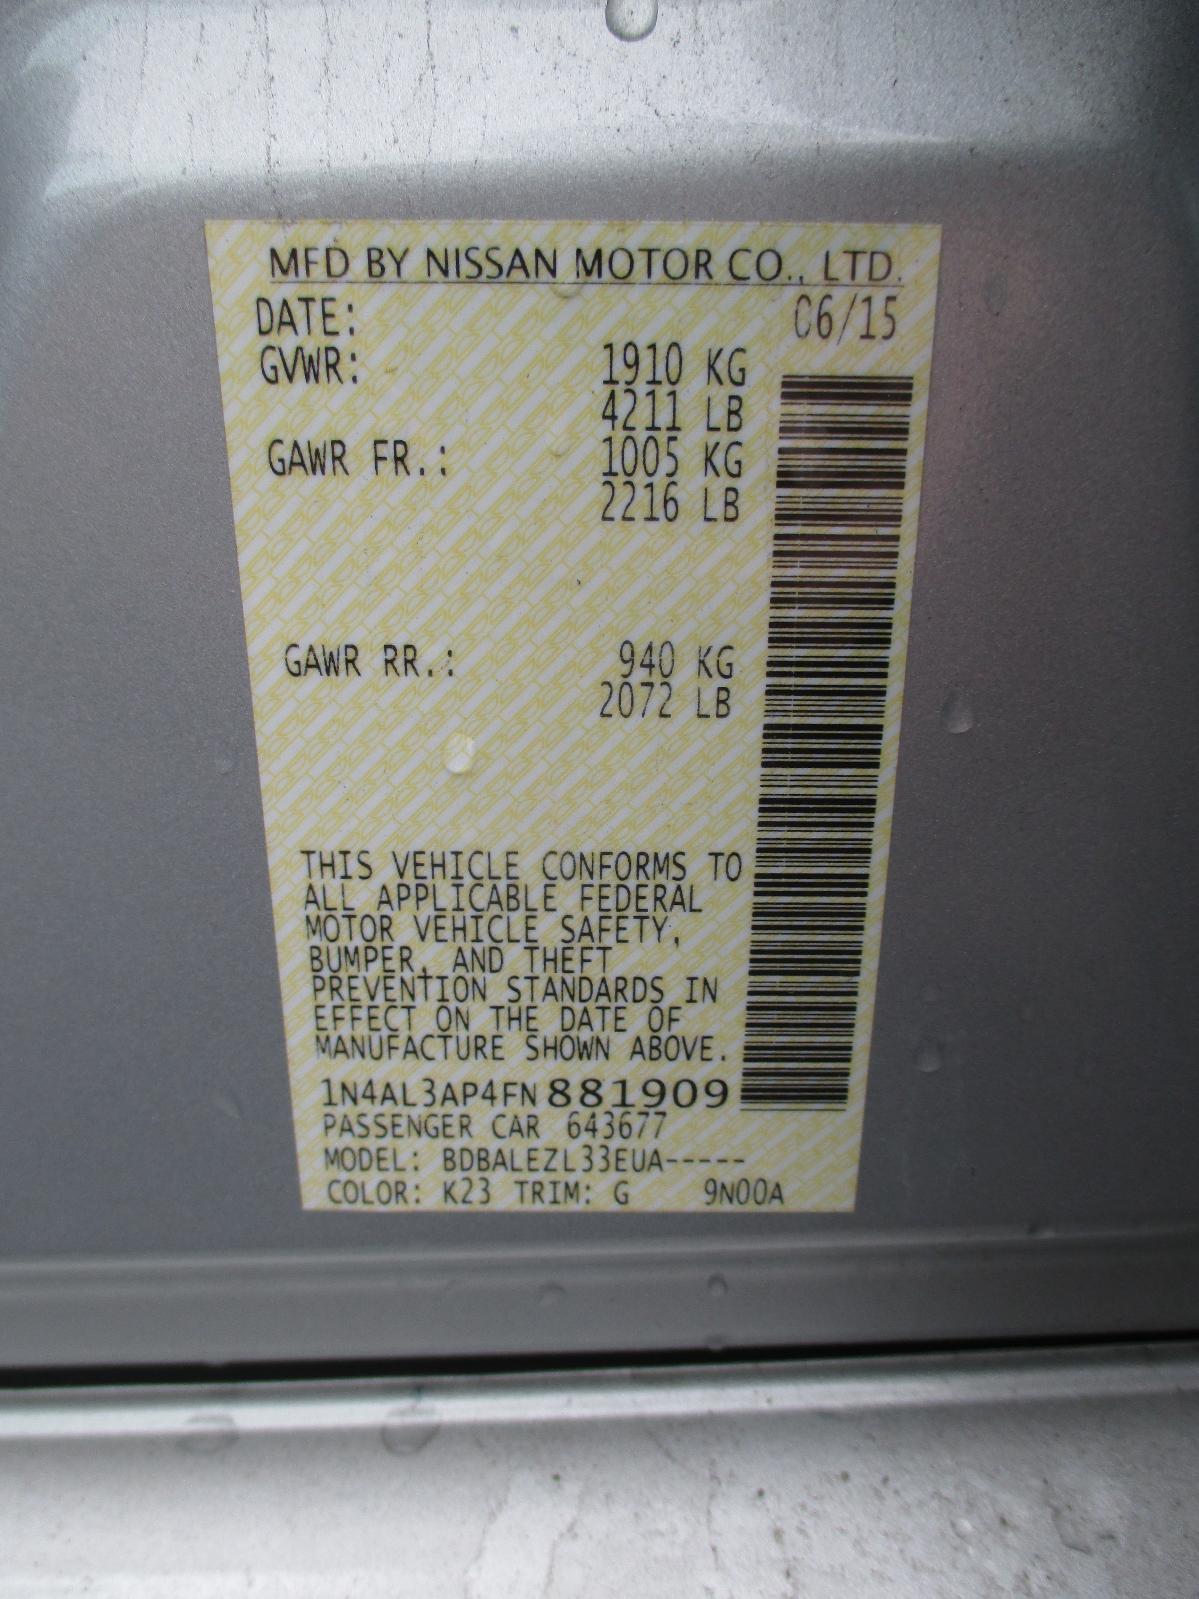 MFD BY NISSAN MOTOR CO., LTD.
DATE: 06/15
GVWR: 1910 KG
4211 LB
GAWR FR.: 1005 KG
2216 LB
GAWR RR.: 940 KG
2072 LB
THIS VEHICLE CONFORMS TO
ALL APPLICABLE FEDERAL
MOTOR VEHICLE SAFETY,
BUMPER, AND THEFT
PREVENTION STANDARDS IN
EFFECT ON THE DATE OF
MANUFACTURE SHOWN ABOVE.
1N4AL3AP4FN881909
PASSENGER CAR 643677
MODEL: BDBALEZL33EUA-----
COLOR: K23 TRIM: G 9N00A